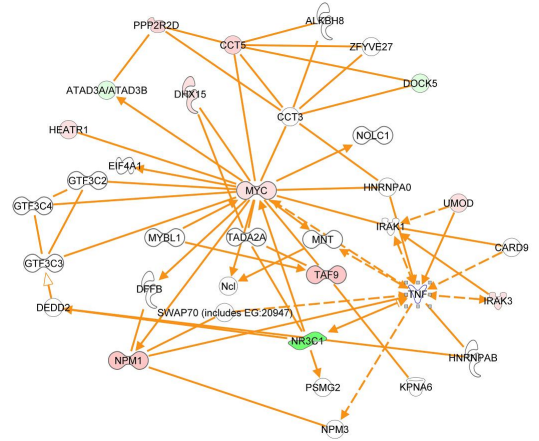 ALKBH8
PPP2R2D
CCT5
ZFYVE27
ATAD3A/ATAD3B
DOCK5
DHX15
CCT3
HEATR1
NOLC1
EIF4A1
GTF3C2
MYC
HNRNPA0
GTF3C4
UMOD
IRAK1
MYBL1
TADA2A
MNT
CARD9
GTF3C3
TAF9
DFFB
Ncl
TNF
IRAK3
DEDD2
SWAP70 (includes EG:20947)
NR3C1
NPM1
HNRNPAB
PSMG2
KPNA6
NPM3